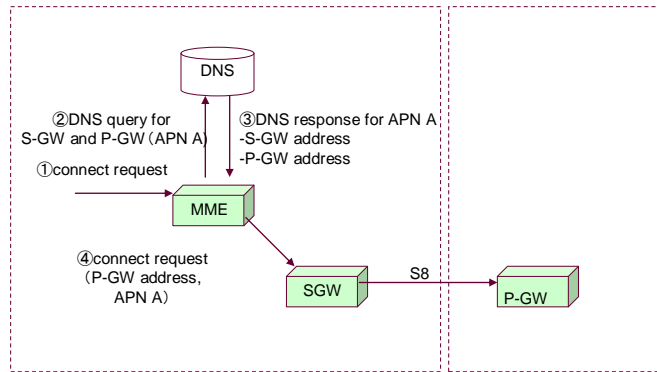 DNS
②DNS query for
S-GW and P-GW（APN A）
③DNS response for APN A
-S-GW address
-P-GW address
①connect request
MME
④connect request
（P-GW address,
APN A）
SGW
S8
P-GW